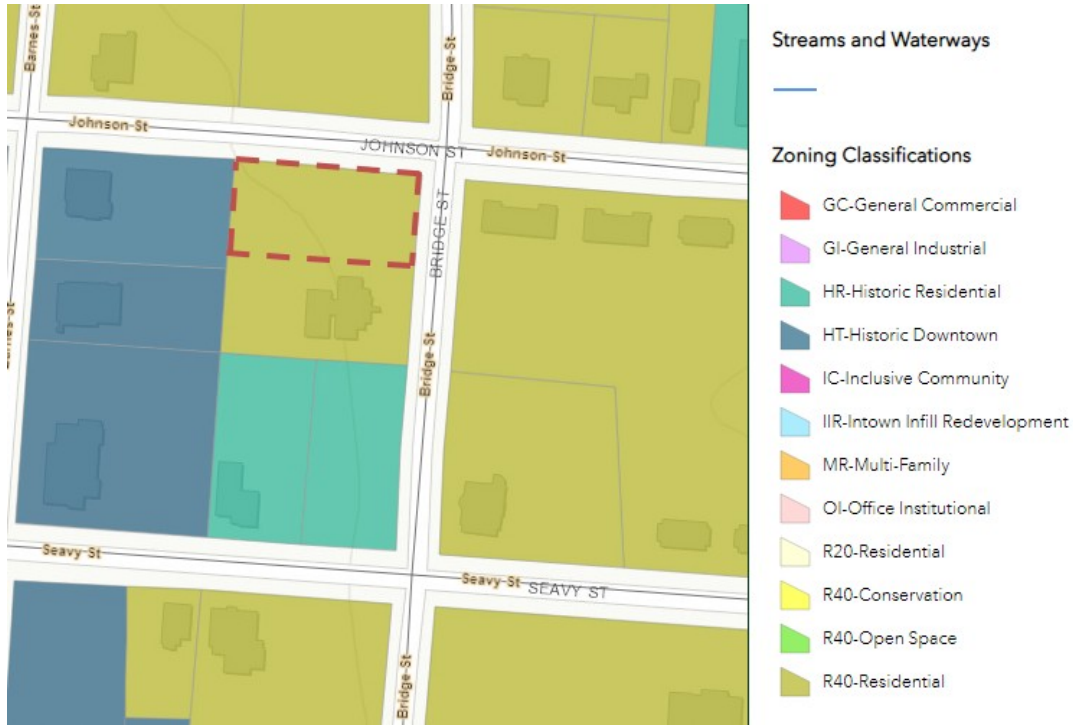 Barnes-St
Bridge-St
Bridge-St
Johnson-St
JOHNSON ST
Johnson St
BRIDGE ST
Bridge-St
Seavy St
Seavy-St
SEAVY ST
Bridge-St
Streams and Waterways
Zoning Classifications
GC-General Commercial
GI-General Industrial
HR-Historic Residential
HT-Historic Downtown
IC-Inclusive Community
IIR-Intown Infill Redevelopment
MR-Multi-Family
OI-Office Institutional
R20-Residential
R40-Conservation
R40-Open Space
R40-Residential